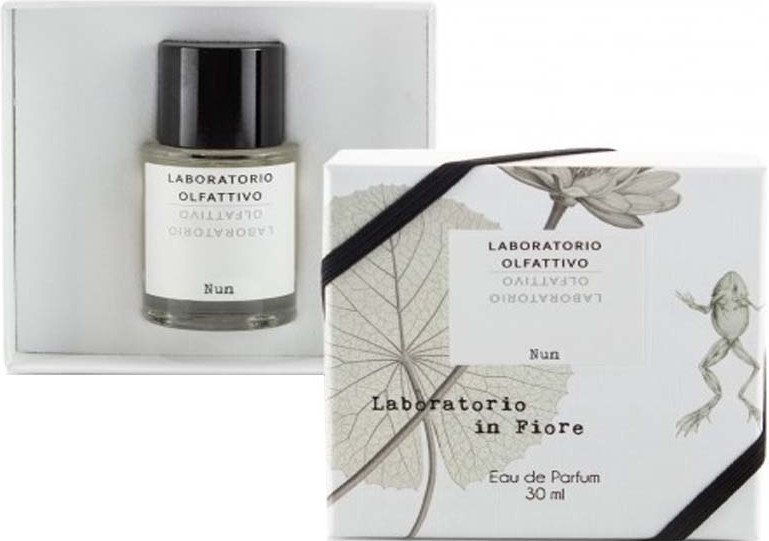 LABORATORIO
OLFATTIVO
OLFATTIVO
LABORATORIO
Nun
LABORATORIO
OLFATTIVO
OLFATTIVO
LABORATORIO
Nun
Laboratorio
in Fiore
Eau de Parfum
30 ml